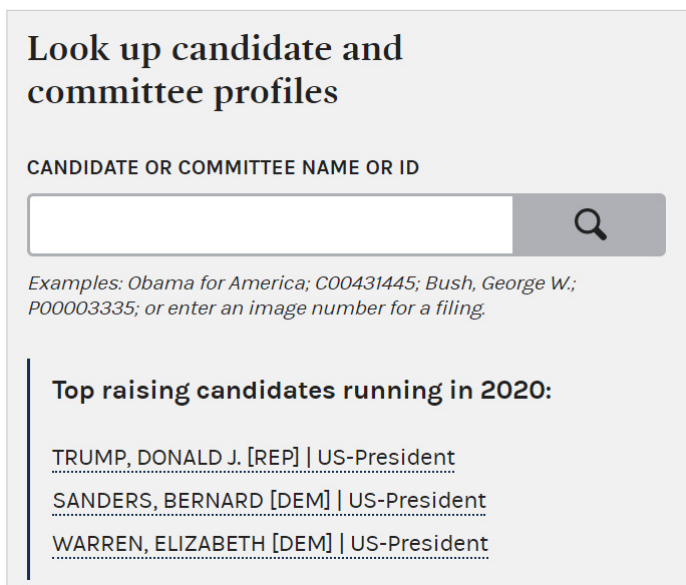 Look up candidate and
committee profiles
CANDIDATE OR COMMITTEE NAME OR ID
Examples: Obama for America; C00431445; Bush, George W.;
P00003335; or enter an image number for a filing.
Top raising candidates running in 2020:
TRUMP, DONALD J. [REP] | US-President
SANDERS, BERNARD [DEM] | US-President
WARREN, ELIZABETH [DEM] | US-President